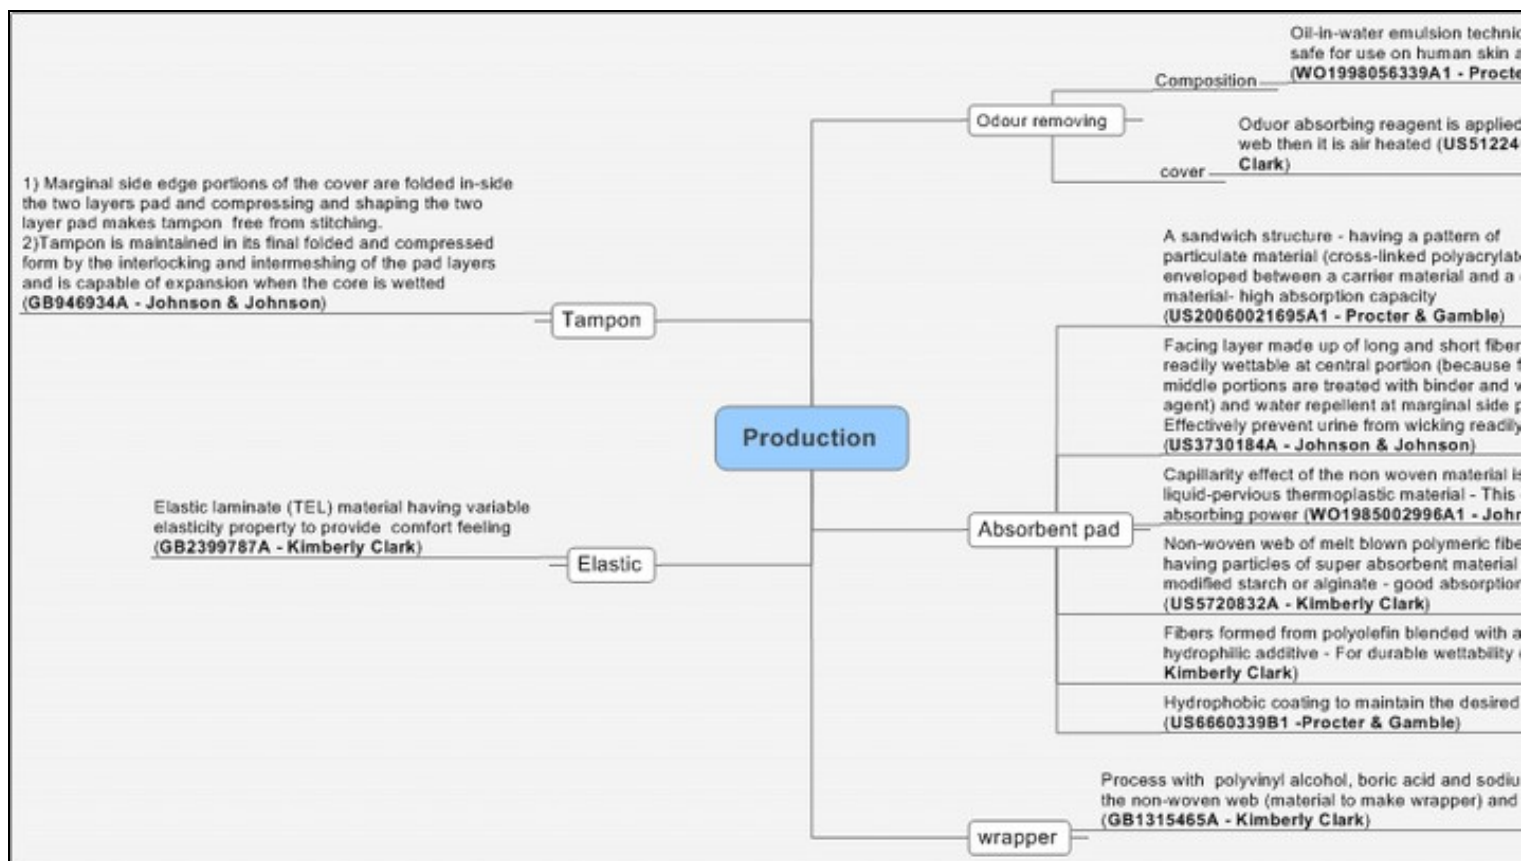 Oil-in-water emulsion technic
safe for use on human skin a
(WO1998056339A1 - Procte
Composition
Odour removing
Oduor absorbing reagent is applied
web then it is air heated (US51224
Clark)
cover
1) Marginal side edge portions of the cover are folded in-side
the two layers pad and compressing and shaping the two
layer pad makes tampon free from stitching.
2)Tampon is maintained in its final folded and compressed
form by the interlocking and intermeshing of the pad layers
and is capable of expansion when the core is wetted
(GB946934A - Johnson & Johnson)
Tampon
A sandwich structure - having a pattern of
particulate material (cross-linked polyacrylate
enveloped between a carrier material and a
material- high absorption capacity
(US20060021695A1 - Procter & Gamble)
Facing layer made up of long and short fiber
readily wettable at central portion (because f
middle portions are treated with binder and w
agent) and water repellent at marginal side p
Effectively prevent urine from wicking readily
(US3730184A - Johnson & Johnson)
Production
Capillarity effect of the non woven material is
liquid-pervious thermoplastic material - This
absorbing power (WO1985002996A1 - John
Absorbent pad
Elastic laminate (TEL) material having variable
elasticity property to provide comfort feeling
(GB2399787A - Kimberly Clark)
Elastic
Non-woven web of melt blown polymeric fibe
having particles of super absorbent material
modified starch or alginate - good absorption
(US5720832A - Kimberly Clark)
Fibers formed from polyolefin blended with a
hydrophilic additive - For durable wettability
Kimberly Clark)
Hydrophobic coating to maintain the desired
(US6660339B1 -Procter & Gamble)
Process with polyvinyl alcohol, boric acid and sodiu
the non-woven web (material to make wrapper) and
(GB1315465A - Kimberly Clark)
wrapper